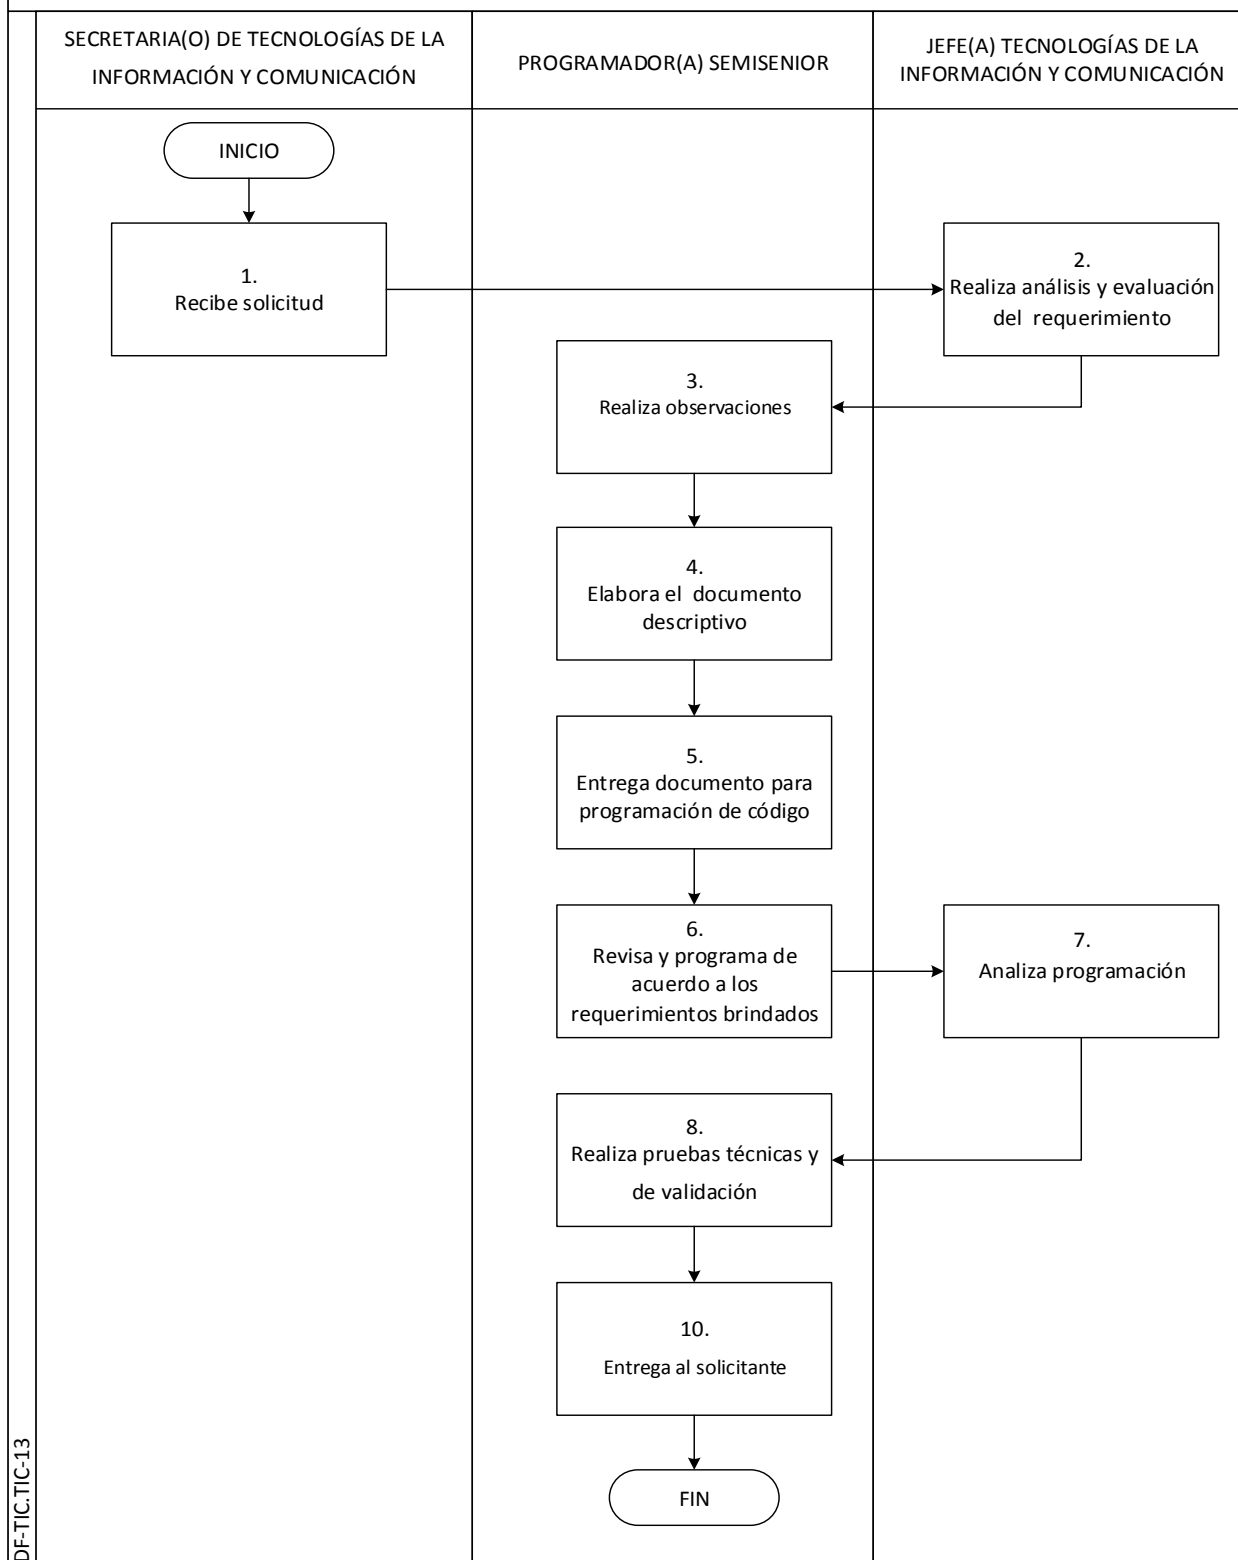 SECRETARIA(O) DE TECNOLOGÍAS DE LA
INFORMACIÓN Y COMUNICACIÓN
PROGRAMADOR(A) SEMISENIOR
JEFE(A) TECNOLOGÍAS DE LA
INFORMACIÓN Y COMUNICACIÓN
INICIO
1.
Recibe solicitud
2.
Realiza análisis y evaluación
del requerimiento
3.
Realiza observaciones
4.
Elabora el documento
descriptivo
5.
Entrega documento para
programación de código
6.
Revisa y programa de
acuerdo a los
requerimientos brindados
7.
Analiza programación
8.
Realiza pruebas técnicas y
de validación
10.
Entrega al solicitante
FIN
DF-TIC.TIC-13